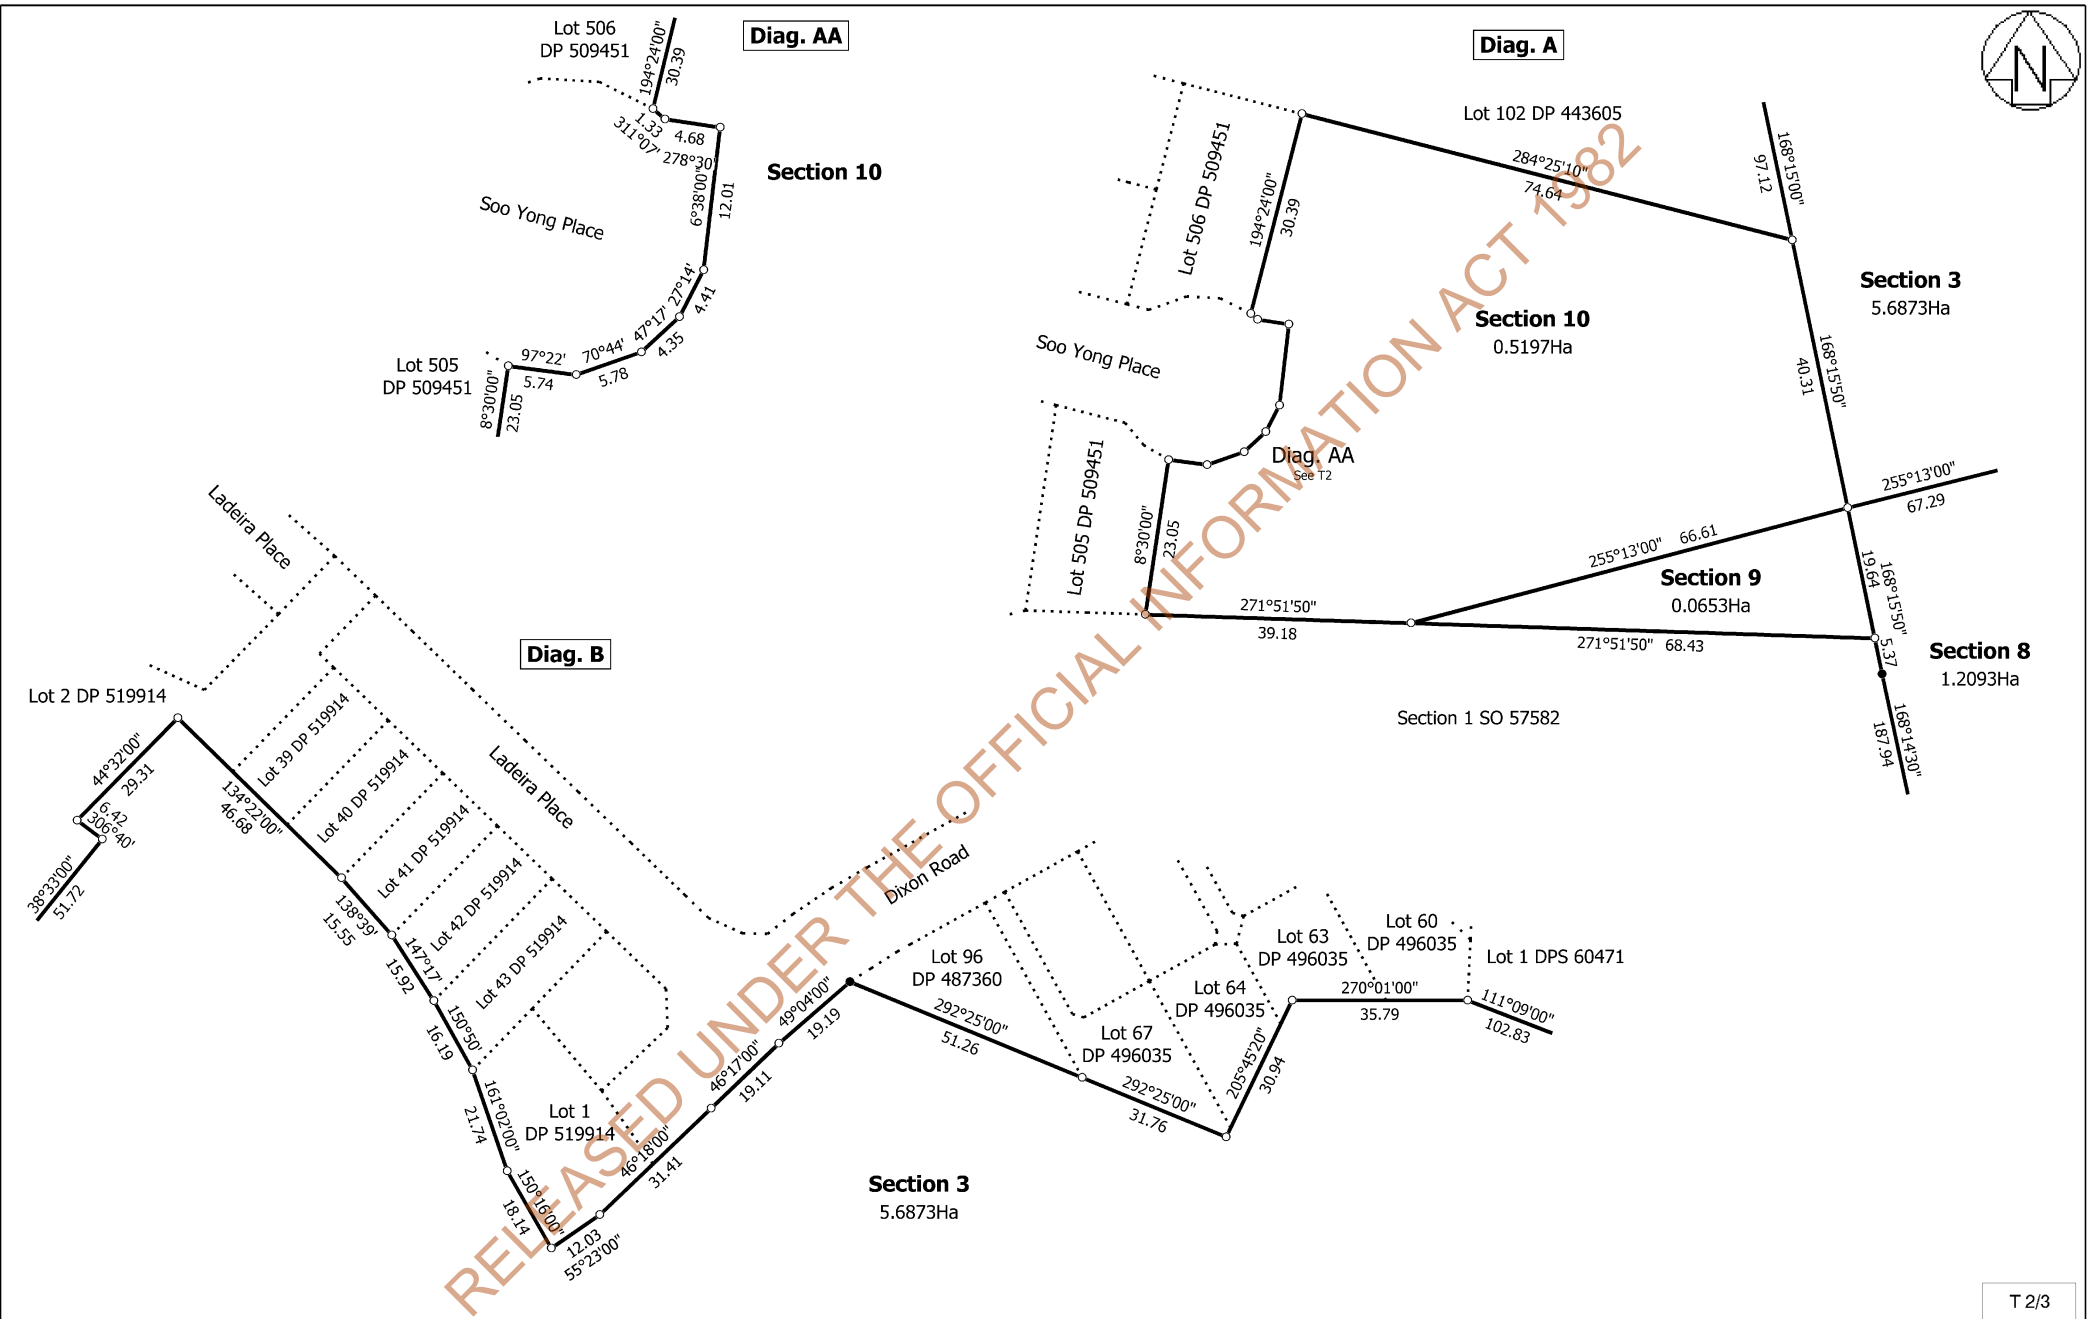 Diag. AA
Lot 506
DP 509451
194°24'00"
30.39
1.33
311°07'
4.68
278°30'
6°38'00"
12.01
Section 10
Soo Yong Place
27°14'
4.41
47°17'
4.35
70°44'
5.78
97°22'
5.74
Lot 505
DP 509451
8°30'00"
23.05
Diag. A
N
Lot 102 DP 443605
284°25'10"
74.64
168°15'00"
97.12
Lot 506 DP 509451
194°24'00"
30.39
Section 10
0.5197Ha
Section 3
5.6873Ha
168°15'50"
40.31
Soo Yong Place
Diag. AA
See T2
Lot 505 DP 509451
8°30'00"
23.05
255°13'00"
67.29
255°13'00"
66.61
Section 9
0.0653Ha
168°15'50"
19.64
271°51'50"
39.18
271°51'50"
68.43
5.37
Section 8
1.2093Ha
168°14'30"
187.94
Section 1 SO 57582
Diag. B
Ladeira Place
Lot 2 DP 519914
44°32'00"
29.31
6.42
306°40'
38°33'00"
51.72
134°22'00"
46.68
Lot 39 DP 519914
Lot 40 DP 519914
Lot 41 DP 519914
Lot 42 DP 519914
Lot 43 DP 519914
Ladeira Place
138°39'
15.55
147°17'
15.92
150°50'
16.19
161°02'00"
21.74
Lot 1
DP 519914
150°16'00"
18.14
12.03
55°23'00"
46°18'00"
31.41
46°17'00"
19.11
49°04'00"
19.19
Dixon Road
Lot 96
DP 487360
292°25'00"
51.26
Lot 67
DP 496035
292°25'00"
31.76
Lot 64
DP 496035
205°45'20"
30.94
Lot 63
DP 496035
Lot 60
DP 496035
270°01'00"
35.79
Lot 1 DPS 60471
111°09'00"
102.83
Section 3
5.6873Ha
RELEASED UNDER THE OFFICIAL INFORMATION ACT 1982
T 2/3